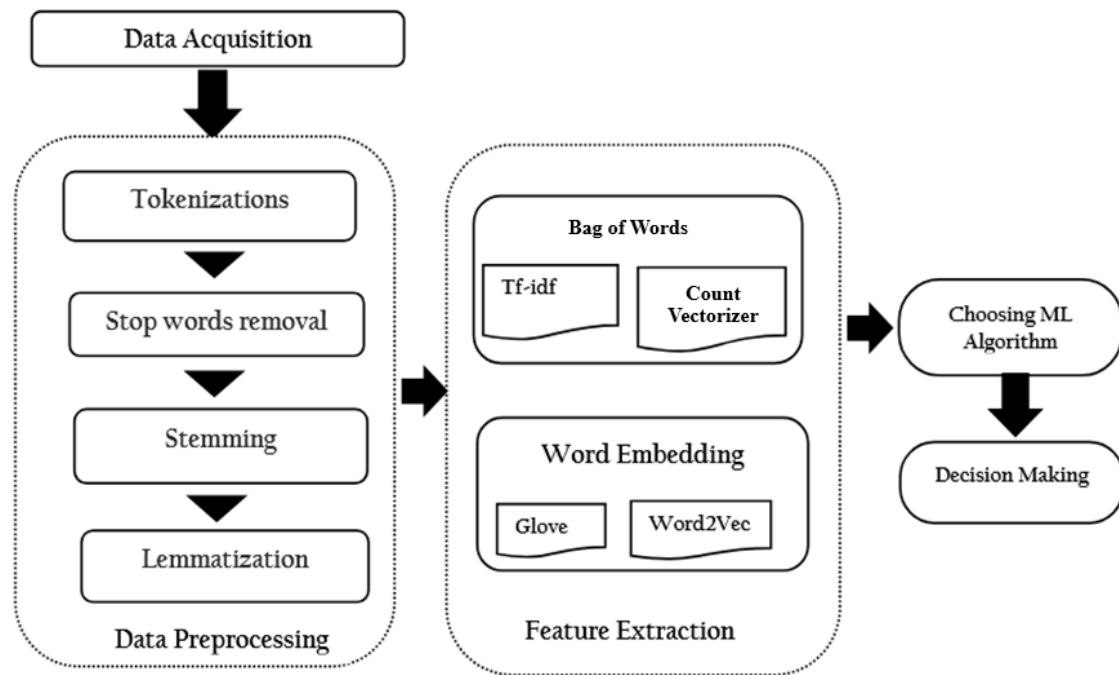 Data Acquisition
Tokenizations
Stop words removal
Stemming
Lemmatization
Data Preprocessing
Bag of Words
Tf-idf
Count
Vectorizer
Word Embedding
Glove
Word2Vec
Feature Extraction
Choosing ML
Algorithm
Decision Making